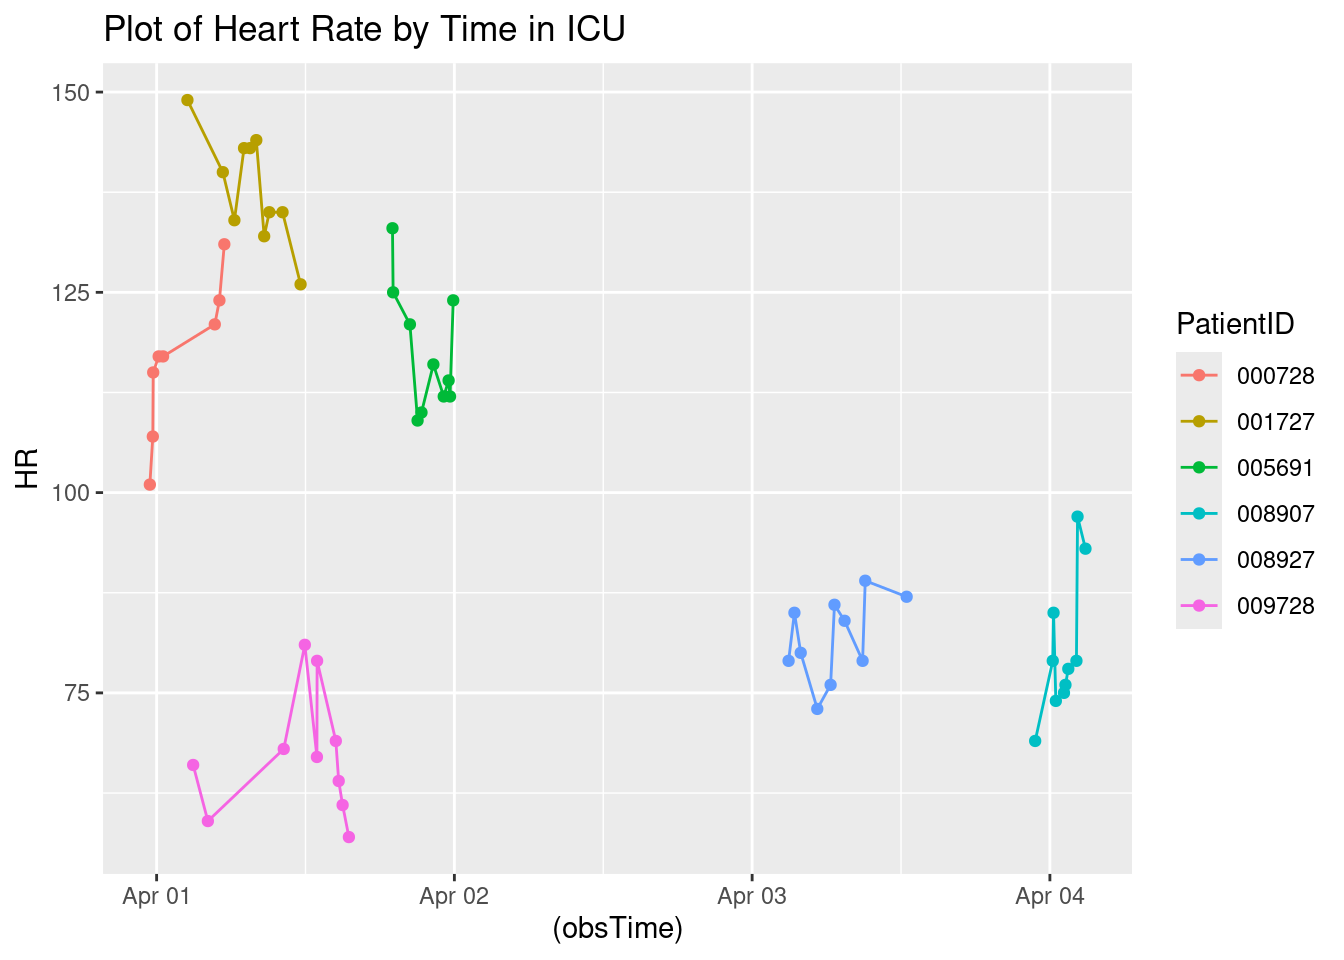 Plot of Heart Rate by Time in ICU
150
125
100
75
HR
Apr 01
Apr 02
Apr 03
Apr 04
(obsTime)
PatientID
000728
001727
005691
008907
008927
009728